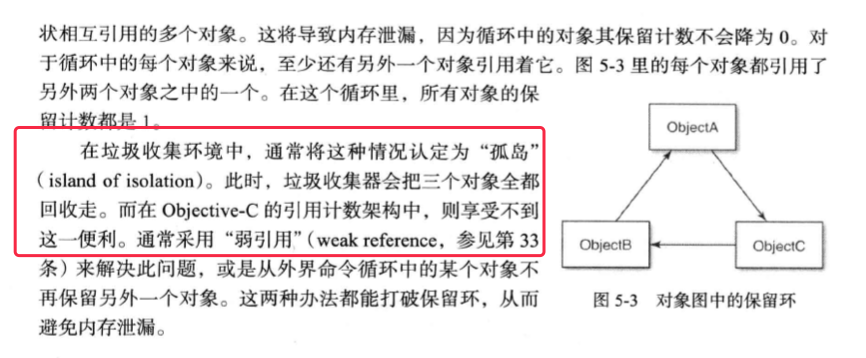 状相互引用的多个对象。这将导致内存泄漏，因为循环中的对象其保留计数不会降为 0。对
于循环中的每个对象来说，至少还有另外一个对象引用着它。图 5-3 里的每个对象都引用了
另外两个对象之中的一个。在这个循环里，所有对象的保
留计数都是 1。
在垃圾收集环境中，通常将这种情况认定为“孤岛”
（island of isolation）。此时，垃圾收集器会把三个对象全都
回收走。而在 Objective-C 的引用计数架构中，则享受不到
这一便利。通常采用“弱引用”（weak reference，参见第 33
条）来解决此问题，或是从外界命令循环中的某个对象不
再保留另外一个对象。这两种办法都能打破保留环，从而
避免内存泄漏。
ObjectA
ObjectB
ObjectC
图 5-3 对象图中的保留环